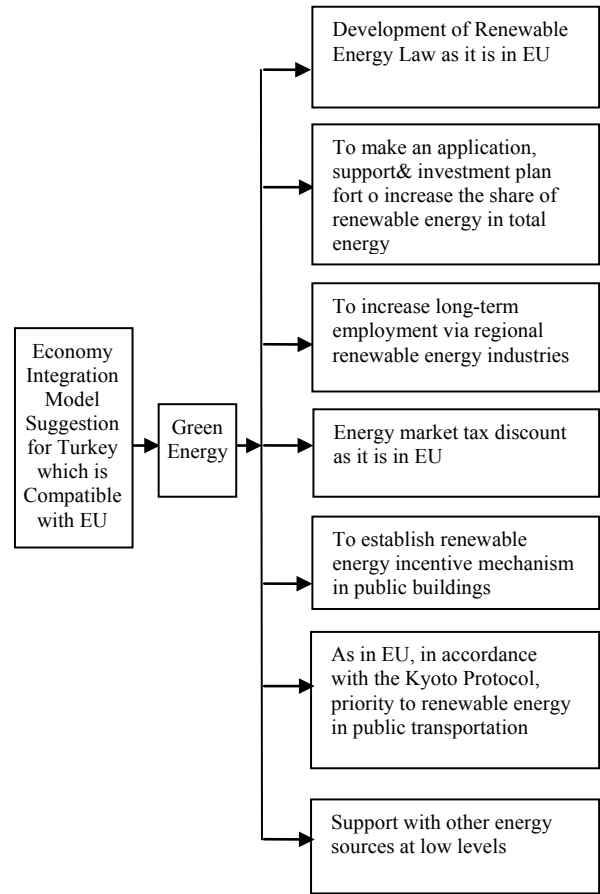 Economy
Integration
Model
Suggestion
for Turkey
which is
Compatible
with EU
Green
Energy
Development of Renewable
Energy Law as it is in EU
To make an application,
support& investment plan
fort o increase the share of
renewable energy in total
energy
To increase long-term
employment via regional
renewable energy industries
Energy market tax discount
as it is in EU
To establish renewable
energy incentive mechanism
in public buildings
As in EU, in accordance
with the Kyoto Protocol,
priority to renewable energy
in public transportation
Support with other energy
sources at low levels